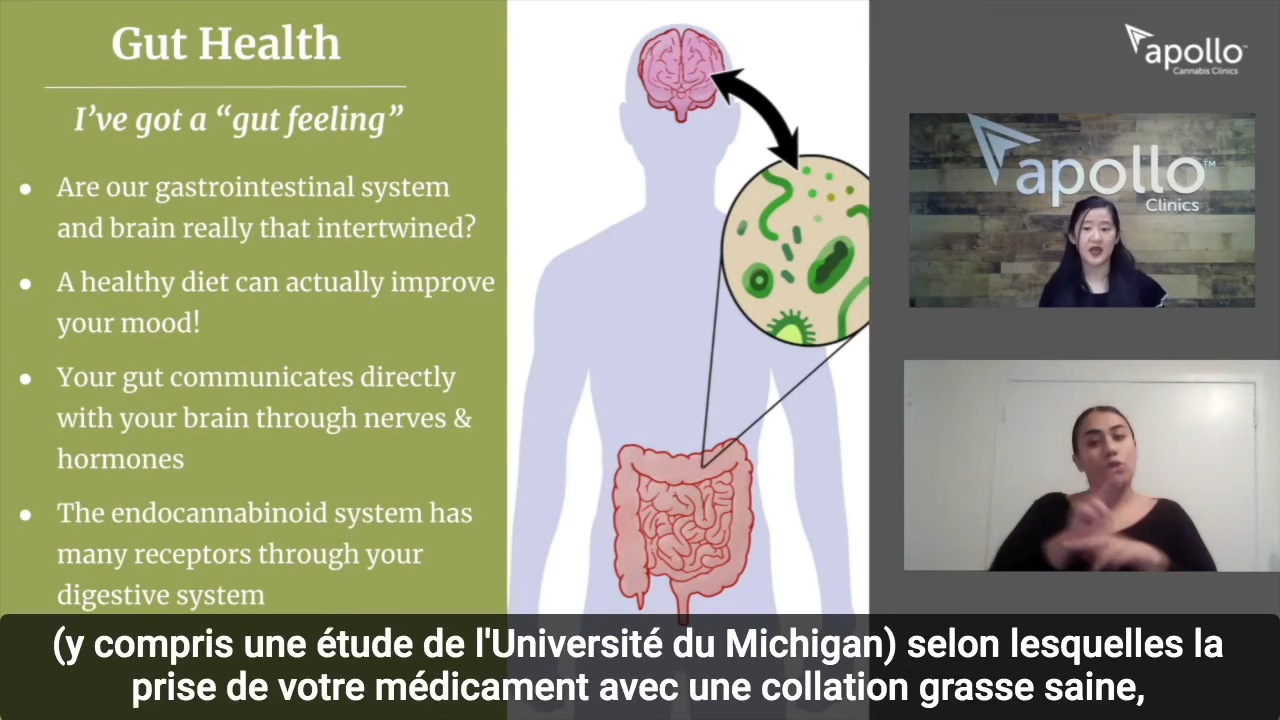 Gut Health
I've got a “gut feeling”
● Are our gastrointestinal system
and brain really that intertwined?
● A healthy diet can actually improve
your mood!
● Your gut communicates directly
with your brain through nerves &
hormones
● The endocannabinoid system has
many receptors through your
digestive system
apollo™
Cannabis Clinics
apollo™
Clinics
(y compris une étude de l'Université du Michigan) selon lesquelles la
prise de votre médicament avec une collation grasse saine,